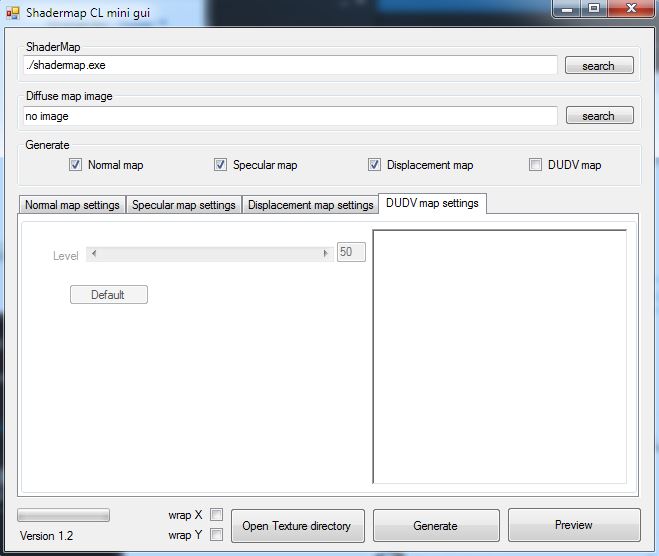 Shadermap CL mini gui
ShaderMap
./shadermap.exe search
Diffuse map image
no image search
Generate
Normal map Specular map Displacement map DUDV map
Normal map settings Specular map settings Displacement map settings DUDV map settings
Level 50
Default
wrap X
wrap Y
Version 1.2
Open Texture directory Generate Preview